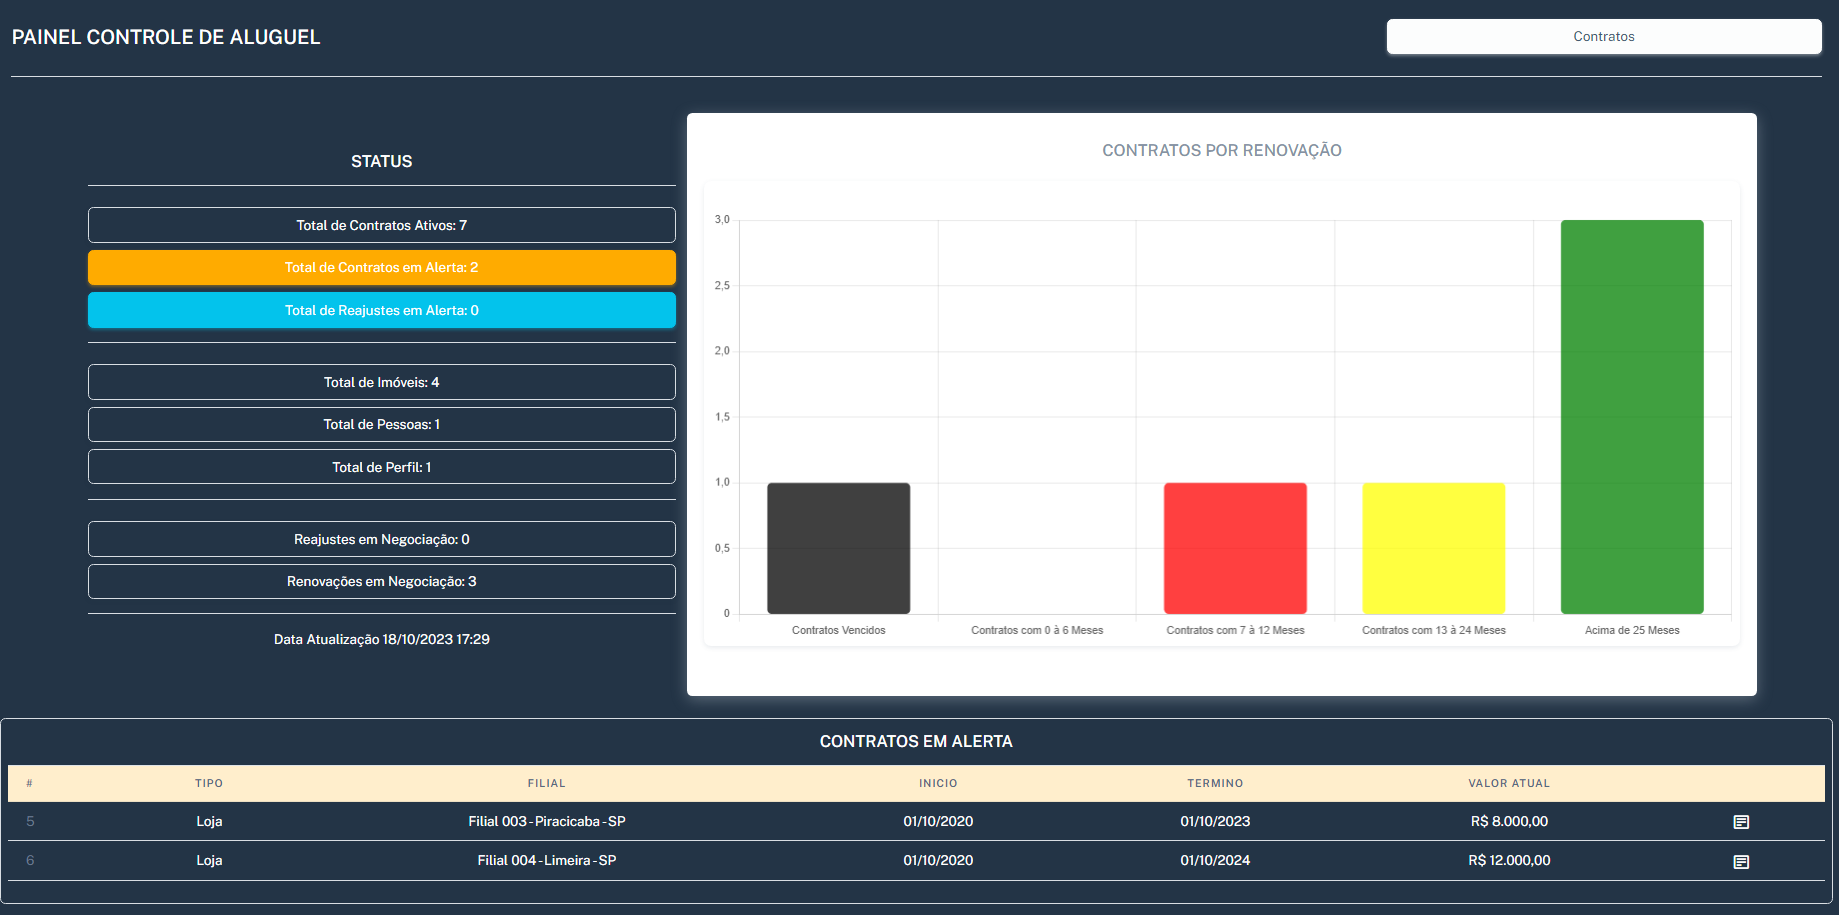 PAINEL CONTROLE DE ALUGUEL
Contratos
STATUS
Total de Contratos Ativos: 7
Total de Contratos em Alerta: 2
Total de Reajustes em Alerta: 0
Total de Imóveis: 4
Total de Pessoas: 1
Total de Perfil: 1
Reajustes em Negociação: 0
Renovações em Negociação: 3
Data Atualização 18/10/2023 17:29
CONTRATOS POR RENOVAÇÃO
3,0
2,5
2,0
1,5
1,0
0,5
0
Contratos Vencidos Contratos com 0 à 6 Meses Contratos com 7 à 12 Meses Contratos com 13 à 24 Meses Acima de 25 Meses
CONTRATOS EM ALERTA
# TIPO FILIAL INICIO TERMINO VALOR ATUAL
5 Loja Filial 003 - Piracicaba - SP 01/10/2020 01/10/2023 R$ 8.000,00
6 Loja Filial 004 - Limeira - SP 01/10/2020 01/10/2024 R$ 12.000,00